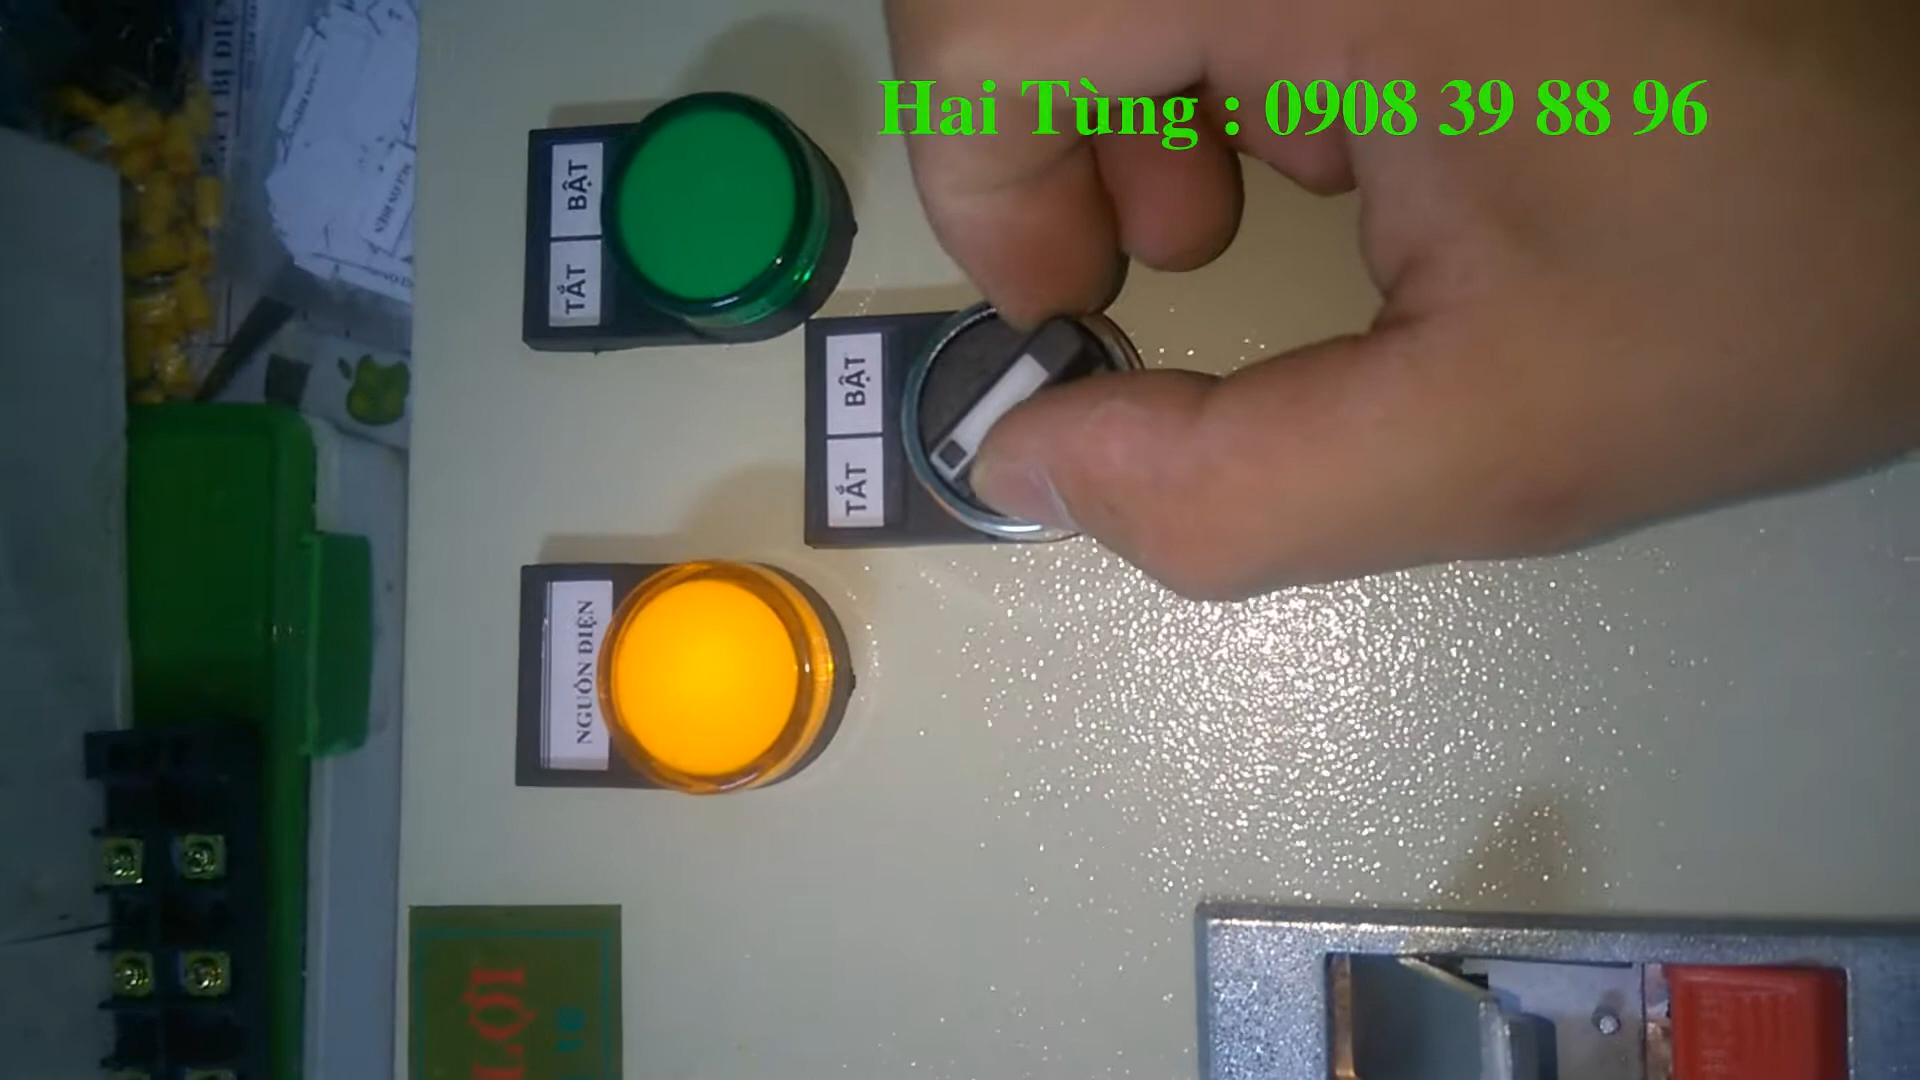 Hai Tùng : 0908 39 88 96
TẮT BẬT
TẮT BẬT
NGUỒN ĐIỆN
LỢI